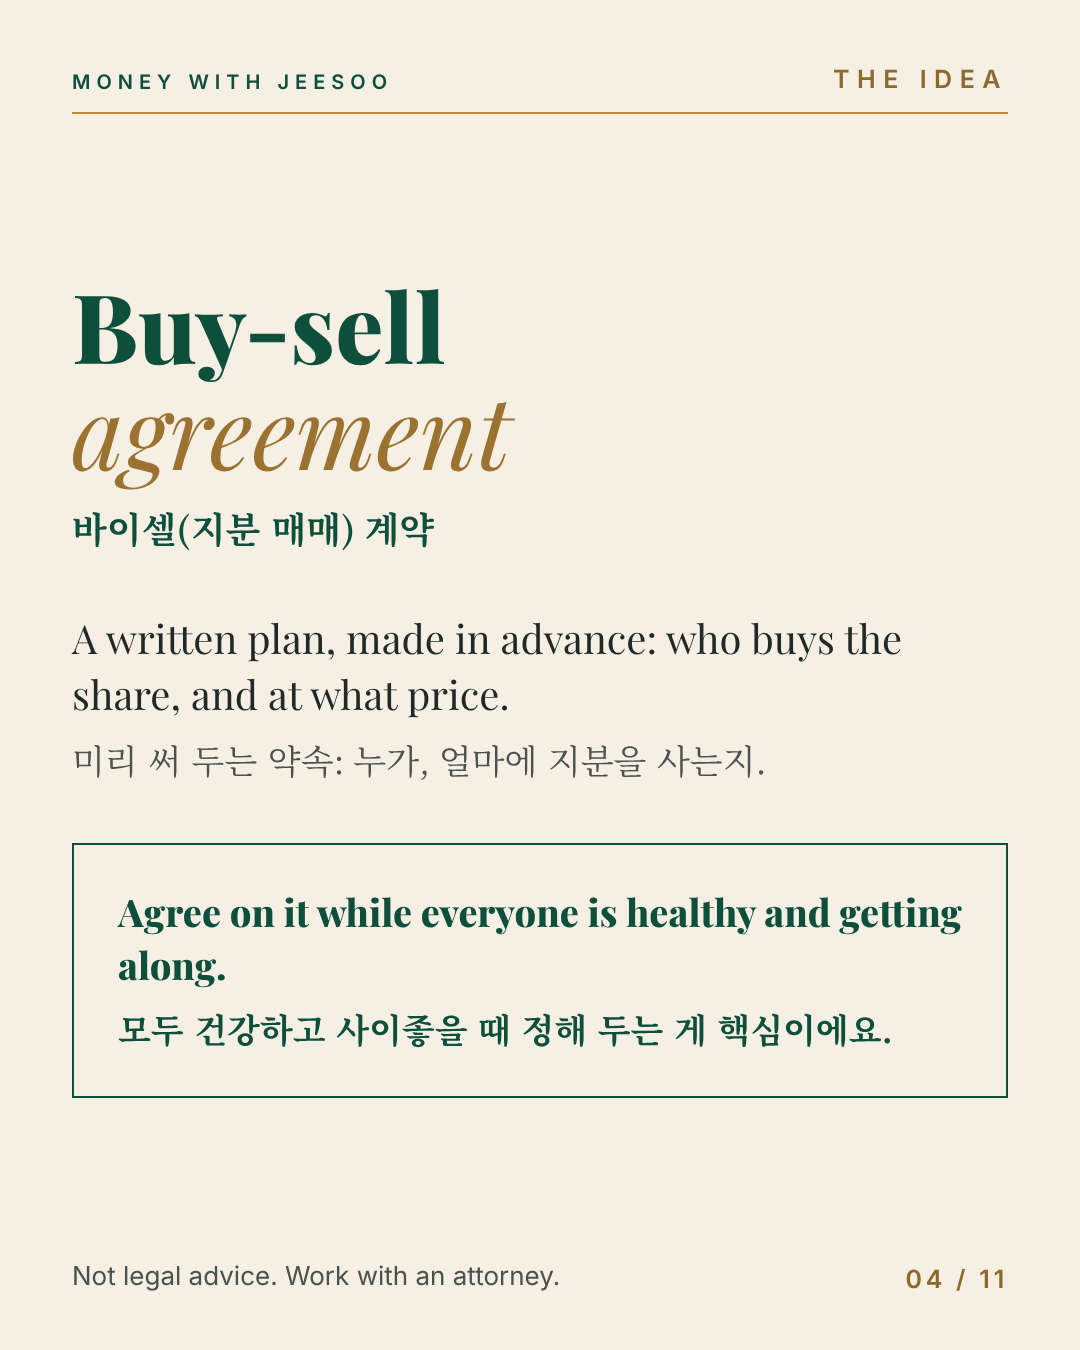 MONEY WITH JEESOO
THE IDEA
Buy-sell
agreement
바이셀(지분 매매) 계약
A written plan, made in advance: who buys the
share, and at what price.
미리 써 두는 약속: 누가, 얼마에 지분을 사는지.
Agree on it while everyone is healthy and getting
along.
모두 건강하고 사이좋을 때 정해 두는 게 핵심이에요.
Not legal advice. Work with an attorney.
04 / 11